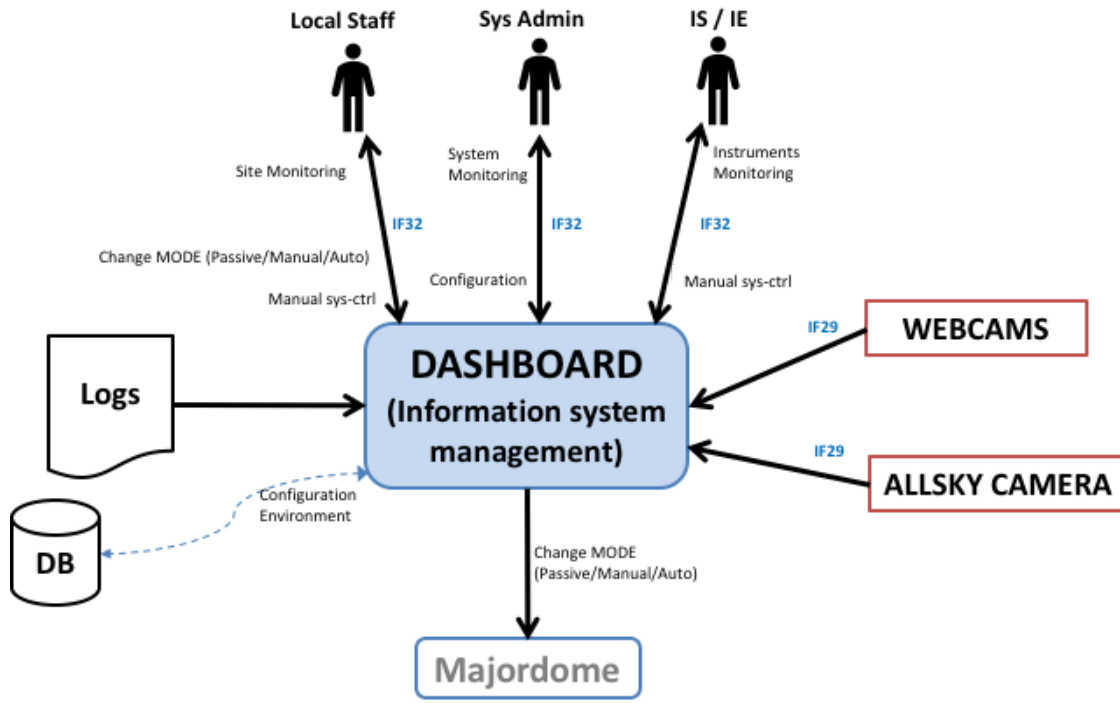 Local Staff
Sys Admin
IS / IE
Site Monitoring
System
Monitoring
Instruments
Monitoring
IF32
IF32
IF32
Change MODE (Passive/Manual/Auto)
Manual sys-ctrl
Configuration
Manual sys-ctrl
Logs
DASHBOARD
(Information system
management)
IF29
WEBCAMS
IF29
ALLSKY CAMERA
DB
Configuration
Environment
Change MODE
(Passive/Manual/Auto)
Majordome